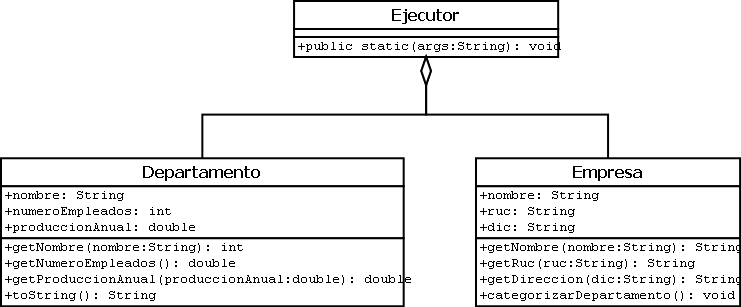 Ejecutor
+public static(args:String): void
Departamento
+nombre: String
+numeroEmpleados: int
+produccionAnual: double
+getNombre(nombre:String): int
+getNumeroEmpleados(): double
+getProduccionAnual(produccionAnual:double): double
+toString(): String
Empresa
+nombre: String
+ruc: String
+dic: String
+getNombre(nombre:String): String
+getRuc(ruc:String): String
+getDireccion(dic:String): String
+categorizarDepartamento(): void